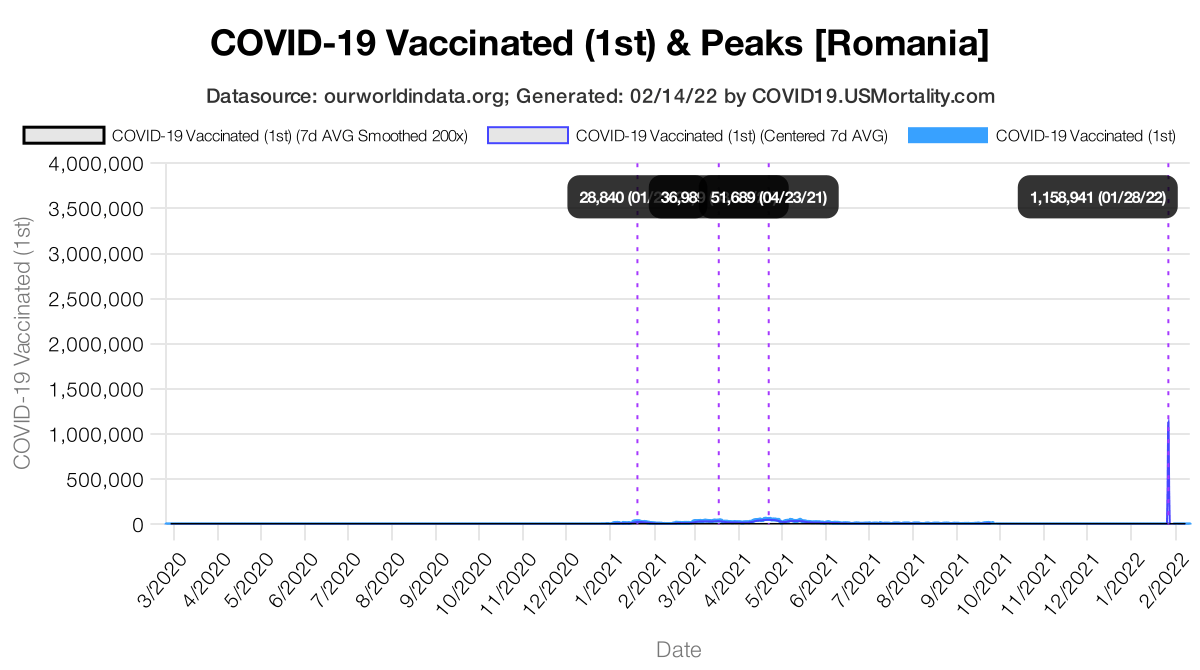 COVID-19 Vaccinated (1st) & Peaks [Romania]
Datasource: ourworldindata.org; Generated: 02/14/22 by COVID19.USMortality.com
COVID-19 Vaccinated (1st) (7d AVG Smoothed 200x) COVID-19 Vaccinated (1st) (Centered 7d AVG) COVID-19 Vaccinated (1st)
4,000,000
28,840 (01/ 36,989 51,689 (04/23/21) 1,158,941 (01/28/22)
3,500,000
3,000,000
2,500,000
2,000,000
1,500,000
1,000,000
500,000
0
COVID-19 Vaccinated (1st)
3/2020 4/2020 5/2020 6/2020 7/2020 8/2020 9/2020 10/2020 11/2020 12/2020 1/2021 2/2021 3/2021 4/2021 5/2021 6/2021 7/2021 8/2021 9/2021 10/2021 11/2021 12/2021 1/2022 2/2022
Date